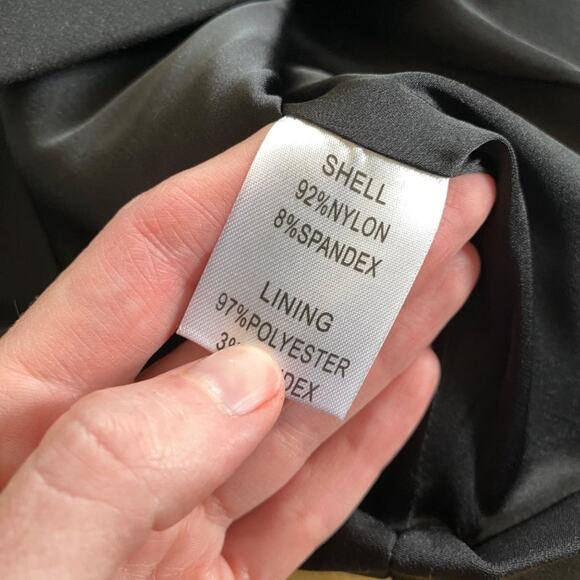 SHELL
92%NYLON
8%SPANDEX
LINING
97%POLYESTER